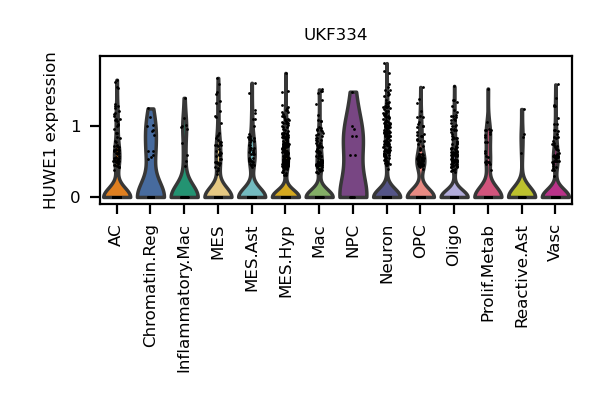 UKF334
HUWE1 expression
1
0
AC
Chromatin.Reg
Inflammatory.Mac
MES
MES.Ast
MES.Hyp
Mac
NPC
Neuron
OPC
Oligo
Prolif.Metab
Reactive.Ast
Vasc